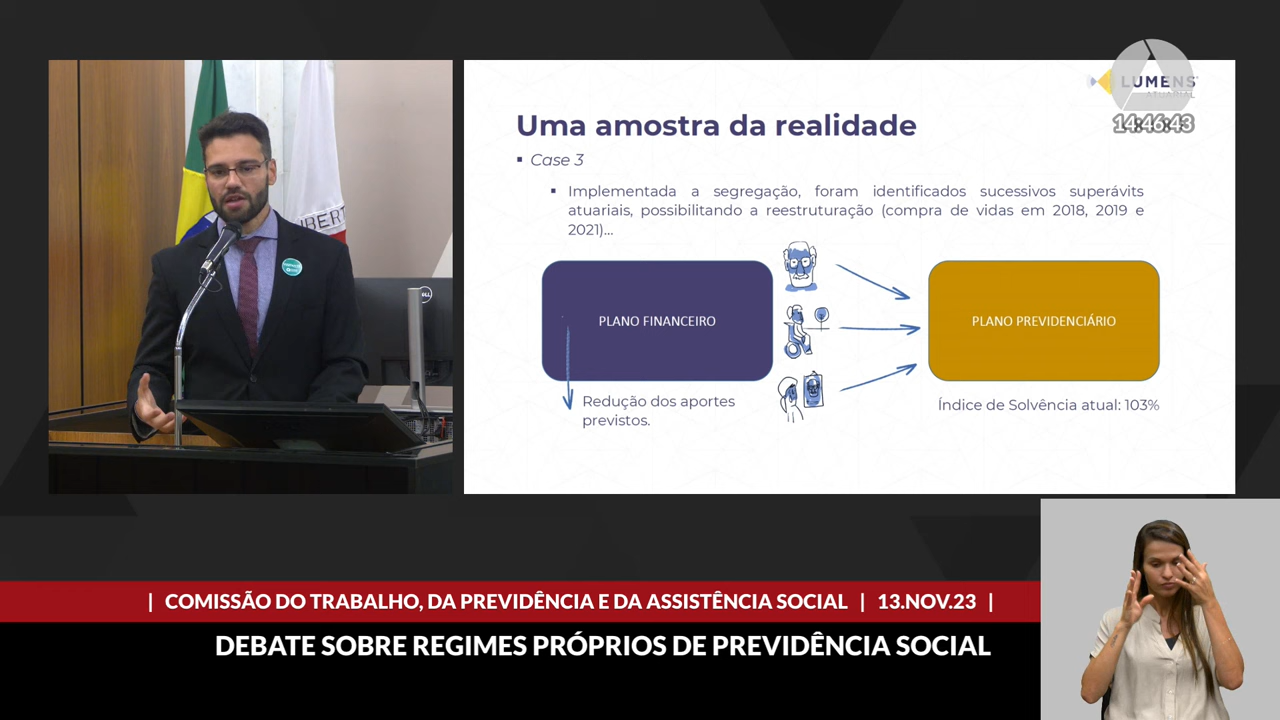 LUMENS
14:46:43
Uma amostra da realidade
▪ Case 3
▪ Implementada a segregação, foram identificados sucessivos superávits
atuariais, possibilitando a reestruturação (compra de vidas em 2018, 2019 e
2021)...
PLANO FINANCEIRO
PLANO PREVIDENCIÁRIO
Redução dos aportes
previstos.
Índice de Solvência atual: 103%
| COMISSÃO DO TRABALHO, DA PREVIDÊNCIA E DA ASSISTÊNCIA SOCIAL | 13.NOV.23 |
DEBATE SOBRE REGIMES PRÓPRIOS DE PREVIDÊNCIA SOCIAL